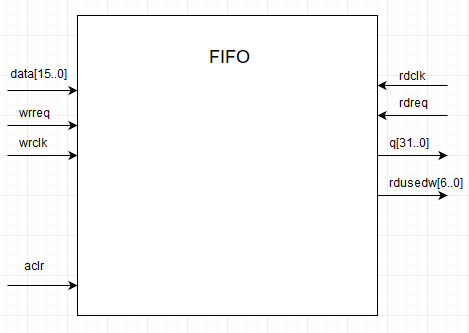 FIFO
data[15..0]
wrreq
wrclk
aclr
rdclk
rdreq
q[31..0]
rdusedw[6..0]